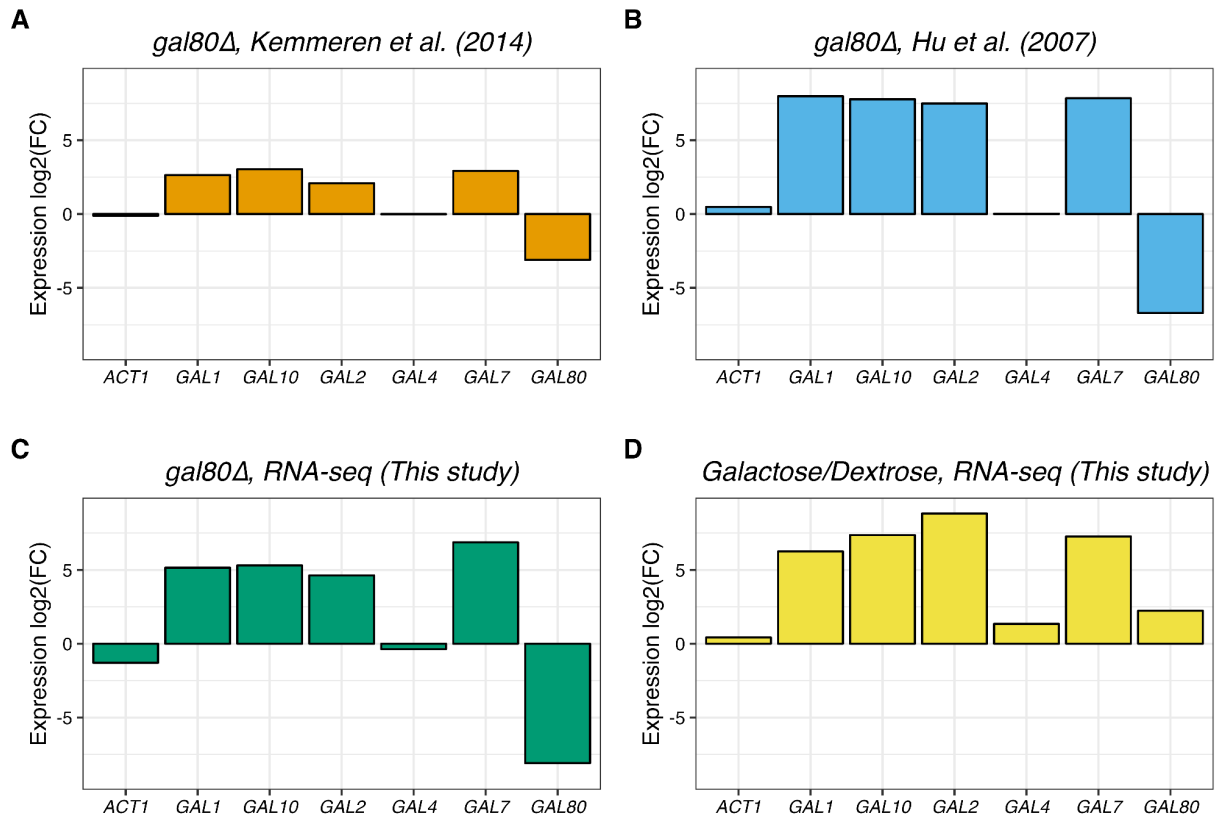 A
gal80Δ, Kemmeren et al. (2014)
Expression log2(FC)
5
0
-5
ACT1 GAL1 GAL10 GAL2 GAL4 GAL7 GAL80
B
gal80Δ, Hu et al. (2007)
Expression log2(FC)
5
0
-5
ACT1 GAL1 GAL10 GAL2 GAL4 GAL7 GAL80
C
gal80Δ, RNA-seq (This study)
Expression log2(FC)
5
0
-5
ACT1 GAL1 GAL10 GAL2 GAL4 GAL7 GAL80
D
Galactose/Dextrose, RNA-seq (This study)
Expression log2(FC)
5
0
-5
ACT1 GAL1 GAL10 GAL2 GAL4 GAL7 GAL80